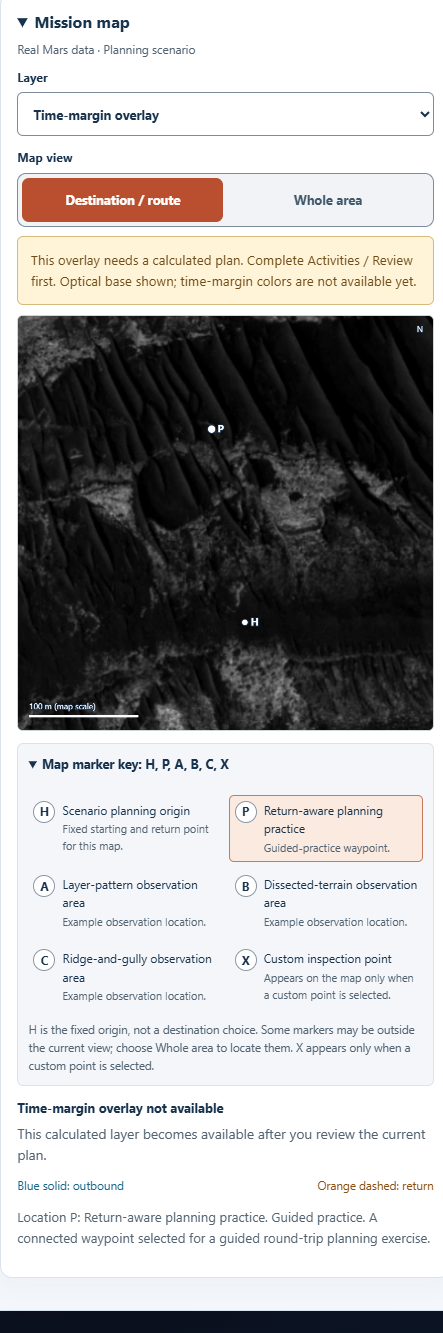 ▼ Mission map
Real Mars data · Planning scenario
Layer
Time-margin overlay
Map view
Destination / route
Whole area
This overlay needs a calculated plan. Complete Activities / Review
first. Optical base shown; time-margin colors are not available yet.
N
P
H
100 m (map scale)
▼ Map marker key: H, P, A, B, C, X
H Scenario planning origin
Fixed starting and return point
for this map.
P Return-aware planning
practice
Guided-practice waypoint.
A Layer-pattern observation
area
Example observation location.
B Dissected-terrain observation
area
Example observation location.
C Ridge-and-gully observation
area
Example observation location.
X Custom inspection point
Appears on the map only when
a custom point is selected.
H is the fixed origin, not a destination choice. Some markers may be outside
the current view; choose Whole area to locate them. X appears only when a
custom point is selected.
Time-margin overlay not available
This calculated layer becomes available after you review the current
plan.
Blue solid: outbound
Orange dashed: return
Location P: Return-aware planning practice. Guided practice. A
connected waypoint selected for a guided round-trip planning exercise.